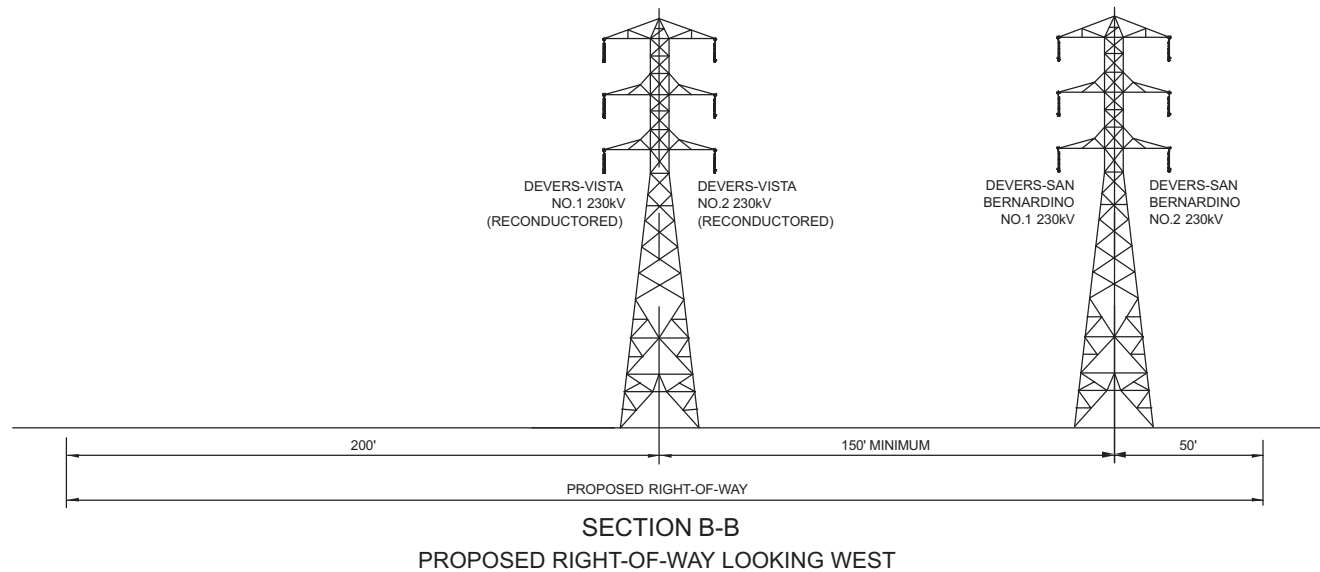 DEVERS-VISTA
NO.1 230kV
(RECONDUCTORED)
DEVERS-VISTA
NO.2 230kV
(RECONDUCTORED)
DEVERS-SAN
BERNARDINO
NO.1 230kV
DEVERS-SAN
BERNARDINO
NO.2 230kV
200'
150' MINIMUM
50'
PROPOSED RIGHT-OF-WAY
SECTION B-B
PROPOSED RIGHT-OF-WAY LOOKING WEST